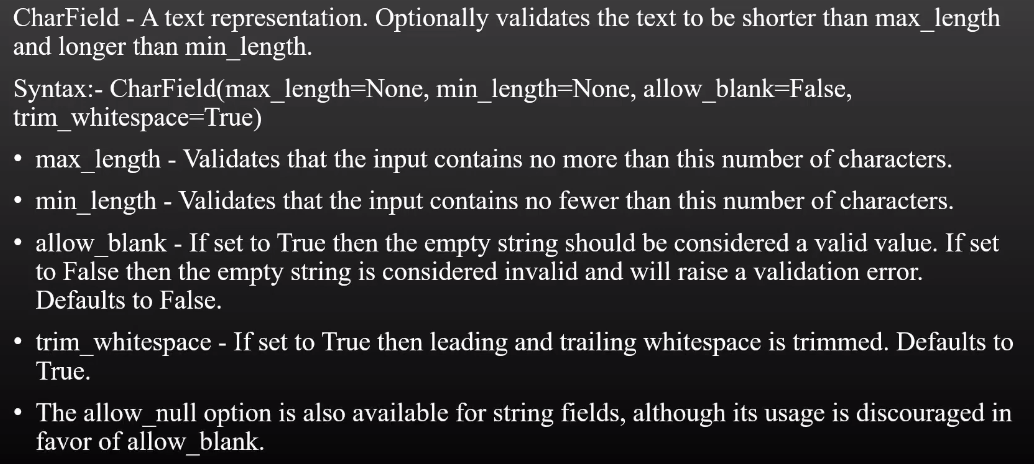 CharField - A text representation. Optionally validates the text to be shorter than max_length
and longer than min_length.
Syntax:- CharField(max_length=None, min_length=None, allow_blank=False,
trim_whitespace=True)
• max_length - Validates that the input contains no more than this number of characters.
• min_length - Validates that the input contains no fewer than this number of characters.
• allow_blank - If set to True then the empty string should be considered a valid value. If set
to False then the empty string is considered invalid and will raise a validation error.
Defaults to False.
• trim_whitespace - If set to True then leading and trailing whitespace is trimmed. Defaults to
True.
• The allow_null option is also available for string fields, although its usage is discouraged in
favor of allow_blank.